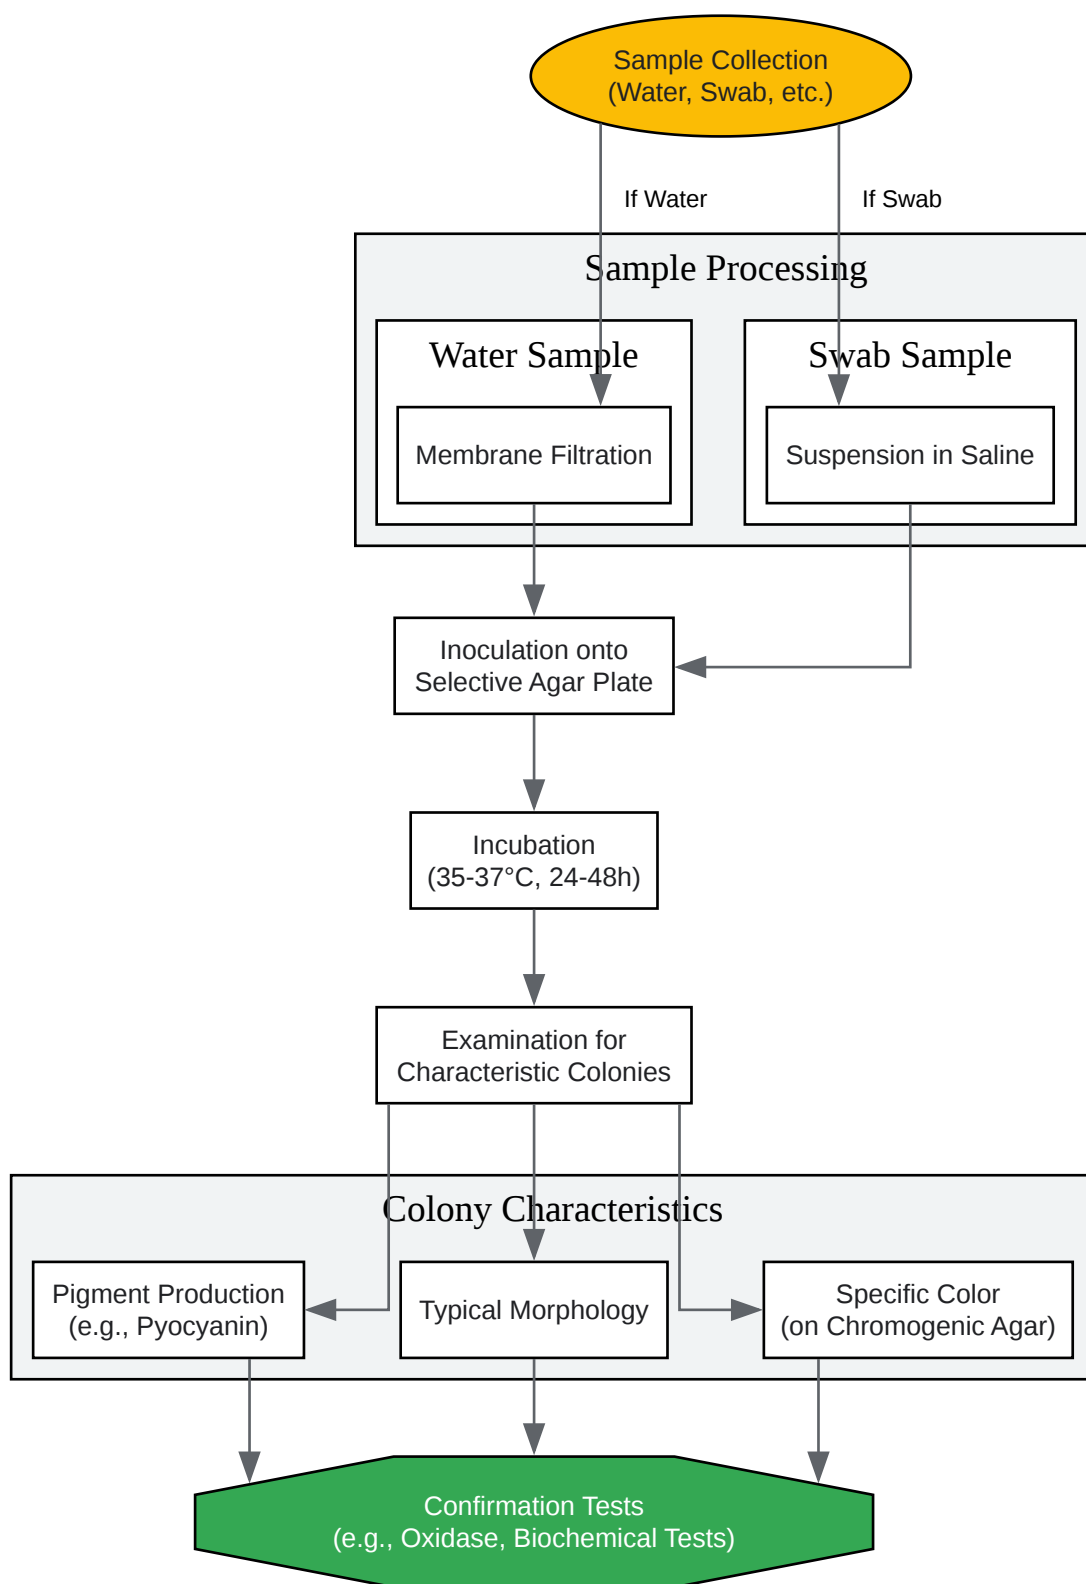 Sample Collection
(Water, Swab, etc.)
If Water
If Swab
Sample Processing
Water Sample
Swab Sample
Membrane Filtration
Suspension in Saline
Inoculation onto
Selective Agar Plate
Incubation
(35-37°C, 24-48h)
Examination for
Characteristic Colonies
Colony Characteristics
Pigment Production
(e.g., Pyocyanin)
Typical Morphology
Specific Color
(on Chromogenic Agar)
Confirmation Tests
(e.g., Oxidase, Biochemical Tests)